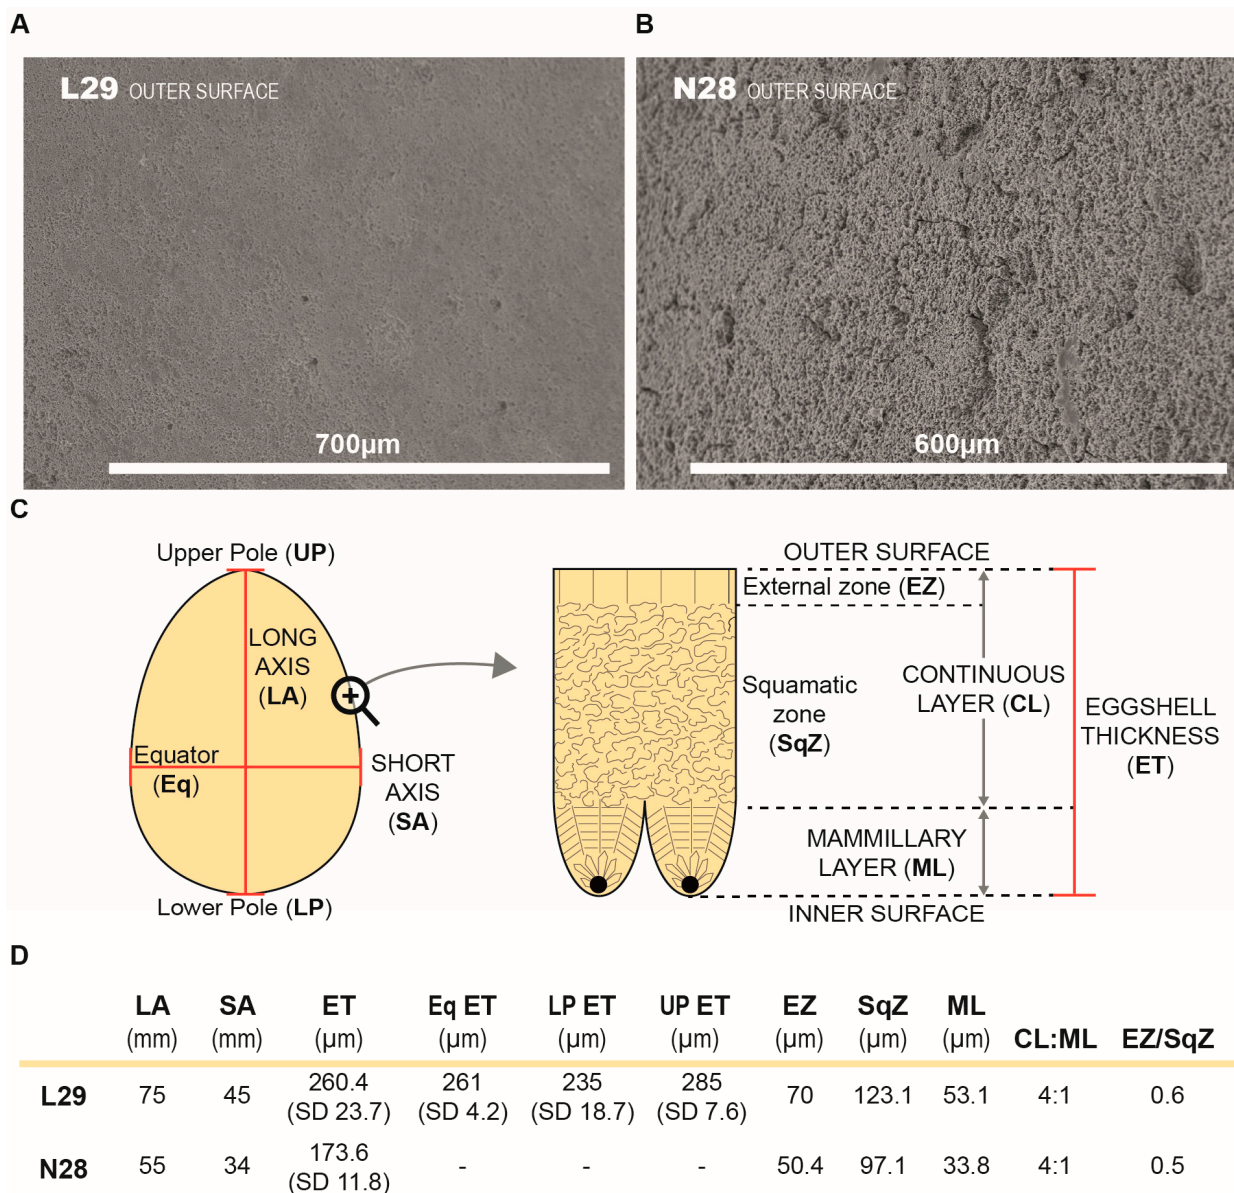 A
B
L29 OUTER SURFACE
N28 OUTER SURFACE
700µm
600µm
C
Upper Pole (UP)
LONG
AXIS
(LA)
Equator
(Eq)
SHORT
AXIS
(SA)
Lower Pole (LP)
OUTER SURFACE
External zone (EZ)
Squamatic
zone
(SqZ)
CONTINUOUS
LAYER (CL)
EGGSHELL
THICKNESS
(ET)
MAMMILLARY
LAYER (ML)
INNER SURFACE
D
LA SA ET Eq ET LP ET UP ET EZ SqZ ML
(mm) (mm) (µm) (µm) (µm) (µm) (µm) (µm) (µm) CL:ML EZ/SqZ
L29 75 45 260.4 (SD 23.7) 261 (SD 4.2) 235 (SD 18.7) 285 (SD 7.6) 70 123.1 53.1 4:1 0.6
N28 55 34 173.6 (SD 11.8) - - - 50.4 97.1 33.8 4:1 0.5